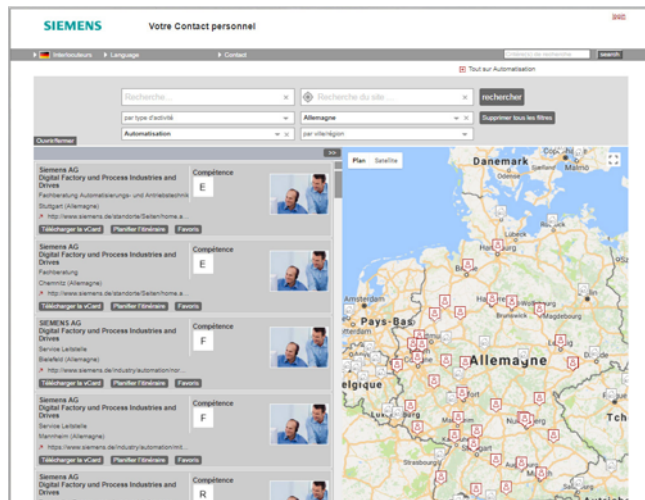 SIEMENS
Votre Contact personnel
Interlocuteurs
Language
Contact
Critère(s) de recherche
search
Tout sur Automatisation
Recherche...
Recherche du site ...
rechercher
par type d'activité
Allemagne
Supprimer tous les filtres
Automatisation
par ville/région
Ouvrir/fermer
>>
Siemens AG
Digital Factory und Process Industries and
Drives
Fachberatung Automatisierungs- und Antriebstechnik
Stuttgart (Allemagne)
http://www.siemens.de/standorte/Seiten/home.a...
Télécharger la vCard
Planifier l'itinéraire
Favoris
Compétence
E
Siemens AG
Digital Factory und Process Industries and
Drives
Fachberatung
Chemnitz (Allemagne)
http://www.siemens.de/standorte/Seiten/home.a...
Télécharger la vCard
Planifier l'itinéraire
Favoris
Compétence
E
SIEMENS AG
Digital Factory und Process Industries and
Drives
Service Leitstelle
Bielefeld (Allemagne)
http://www.siemens.de/industry/automation/nor...
Télécharger la vCard
Planifier l'itinéraire
Favoris
Compétence
F
Siemens AG
Digital Factory und Process Industries and
Drives
Service Leitstelle
Mannheim (Allemagne)
https://www.siemens.de/industry/automation/mit...
Télécharger la vCard
Planifier l'itinéraire
Favoris
Compétence
F
Siemens AG
Digital Factory und Process Industries and
Drives
Compétence
R
Plan
Satellite
Danemark
Odense
Sjælland
Malmö
Lübeck
Amsterdam
Wolfsburg
Brunswick
Magdebourg
Pays-Bas
Allemagne
elgique
Tch
Strasbourg